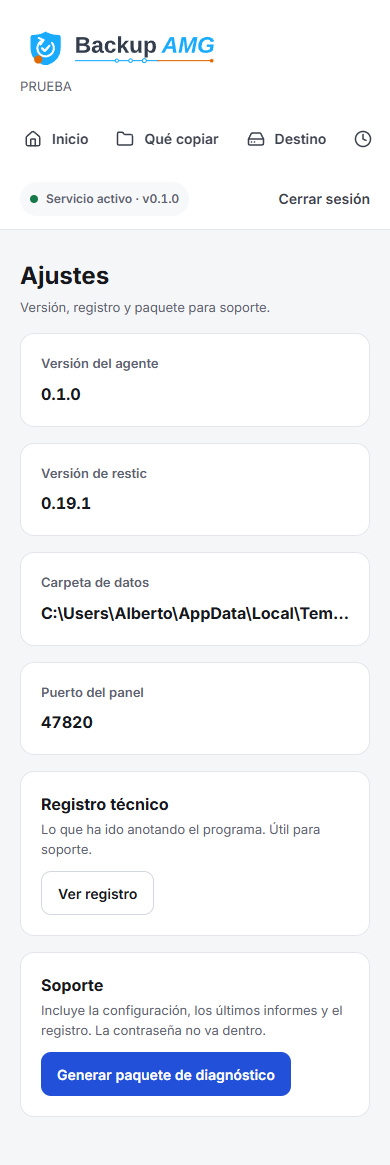 Backup AMG
PRUEBA
Inicio
Qué copiar
Destino
Servicio activo · v0.1.0
Cerrar sesión
Ajustes
Versión, registro y paquete para soporte.
Versión del agente
0.1.0
Versión de restic
0.19.1
Carpeta de datos
C:\Users\Alberto\AppData\Local\Tem...
Puerto del panel
47820
Registro técnico
Lo que ha ido anotando el programa. Útil para
soporte.
Ver registro
Soporte
Incluye la configuración, los últimos informes y el
registro. La contraseña no va dentro.
Generar paquete de diagnóstico